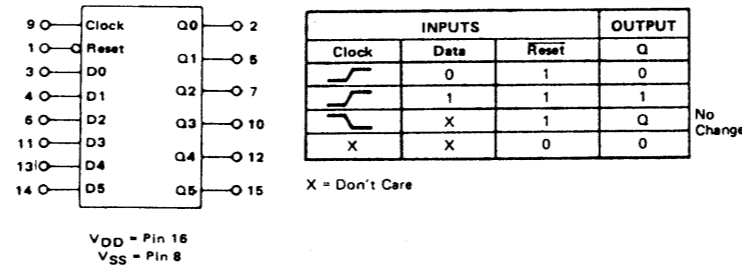 9 Clock Q0 2
1 Reset
3 D0 Q1 5
4 D1 Q2 7
6 D2 Q3 10
11 D3
13 D4 Q4 12
14 D5 Q5 15
VDD = Pin 16
VSS = Pin 8
INPUTS OUTPUT
Clock Data Reset Q
0 1 0
1 1 1
X 1 Q No Change
X X 0 0
X = Don't Care